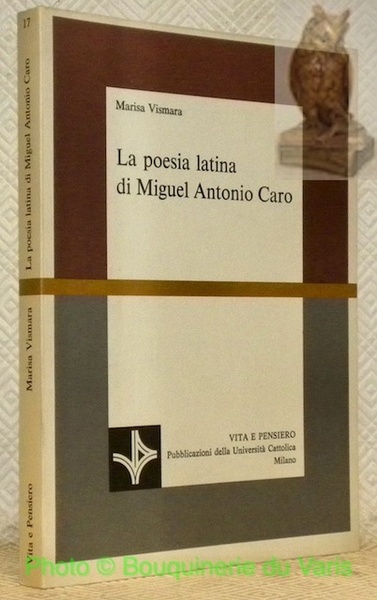 17
La poesia latina di Miguel Antonio Caro
Marisa Vismara
Vita e Pensiero
Marisa Vismara
La poesia latina
di Miguel Antonio Caro
VITA E PENSIERO
Pubblicazioni della Università Cattolica
Milano
Photo © Bouquinerie du Varis